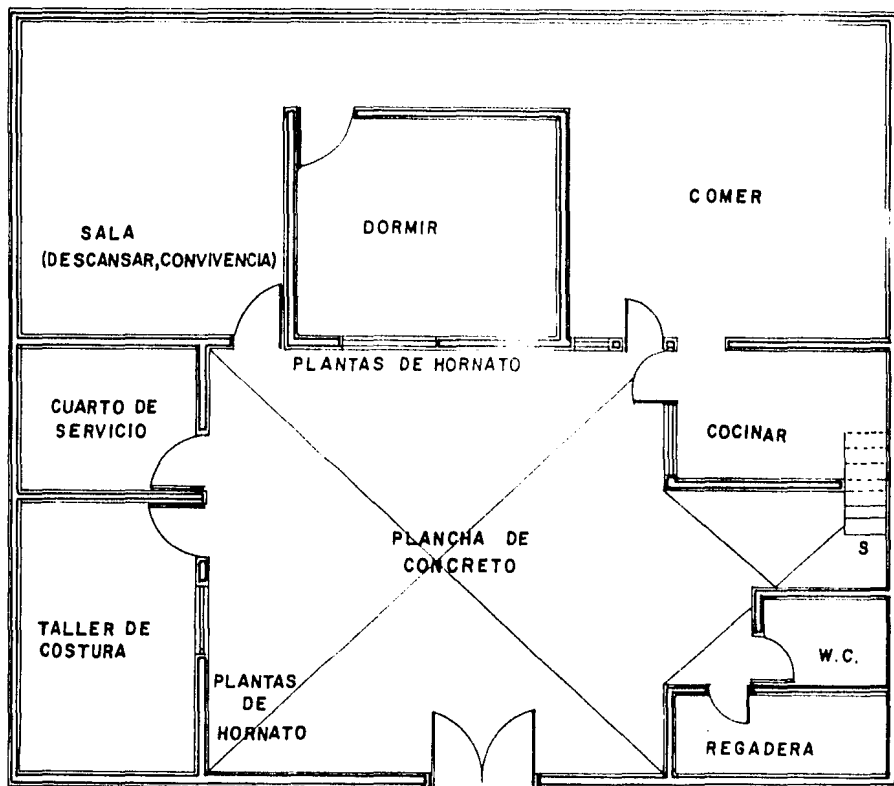 COMER
SALA
(DESCANSAR,CONVIVENCIA)
DORMIR
PLANTAS DE HORNATO
CUARTO DE
SERVICIO
COCINAR
PLANCHA DE
CONCRETO
S
TALLER DE
COSTURA
W.C.
PLANTAS
DE
HORNATO
REGADERA